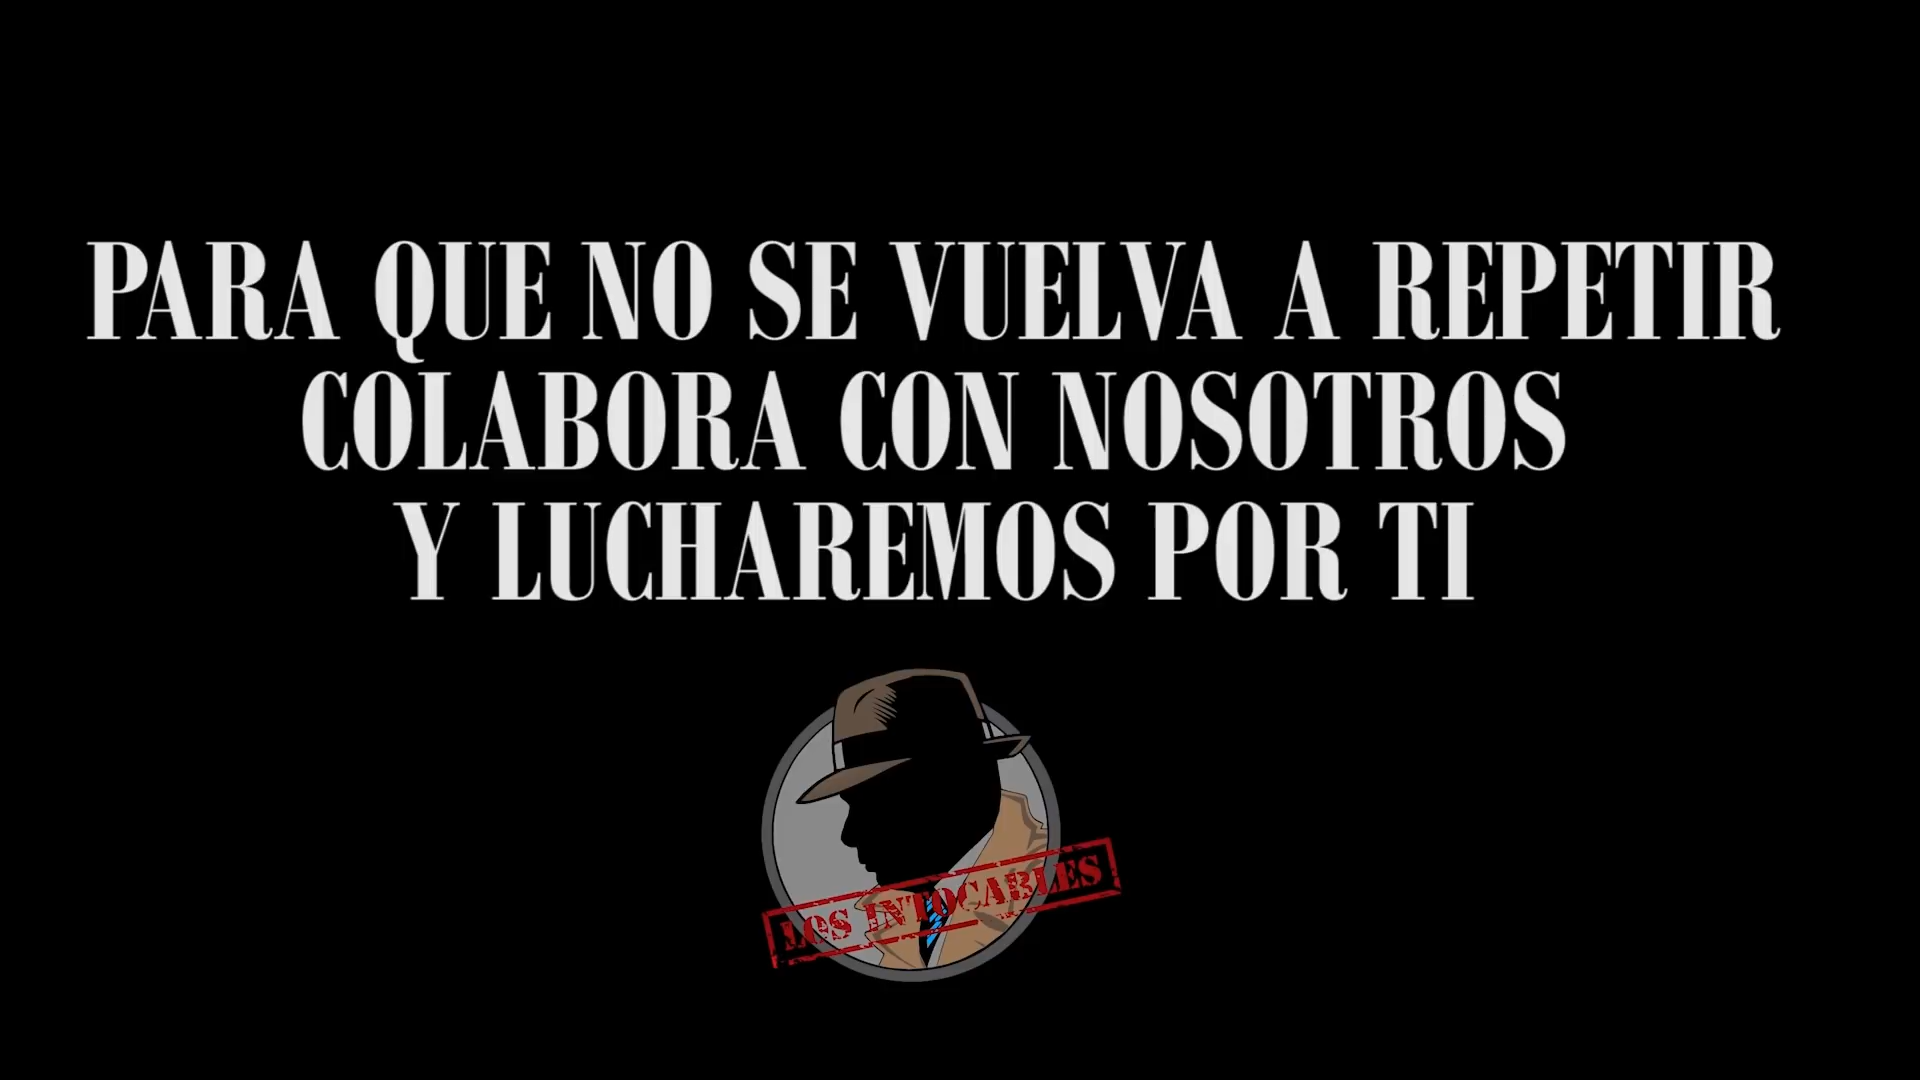 PARA QUE NO SE VUELVA A REPETIR
COLABORA CON NOSOTROS
Y LUCHAREMOS POR TI
LOS INTOCABLES